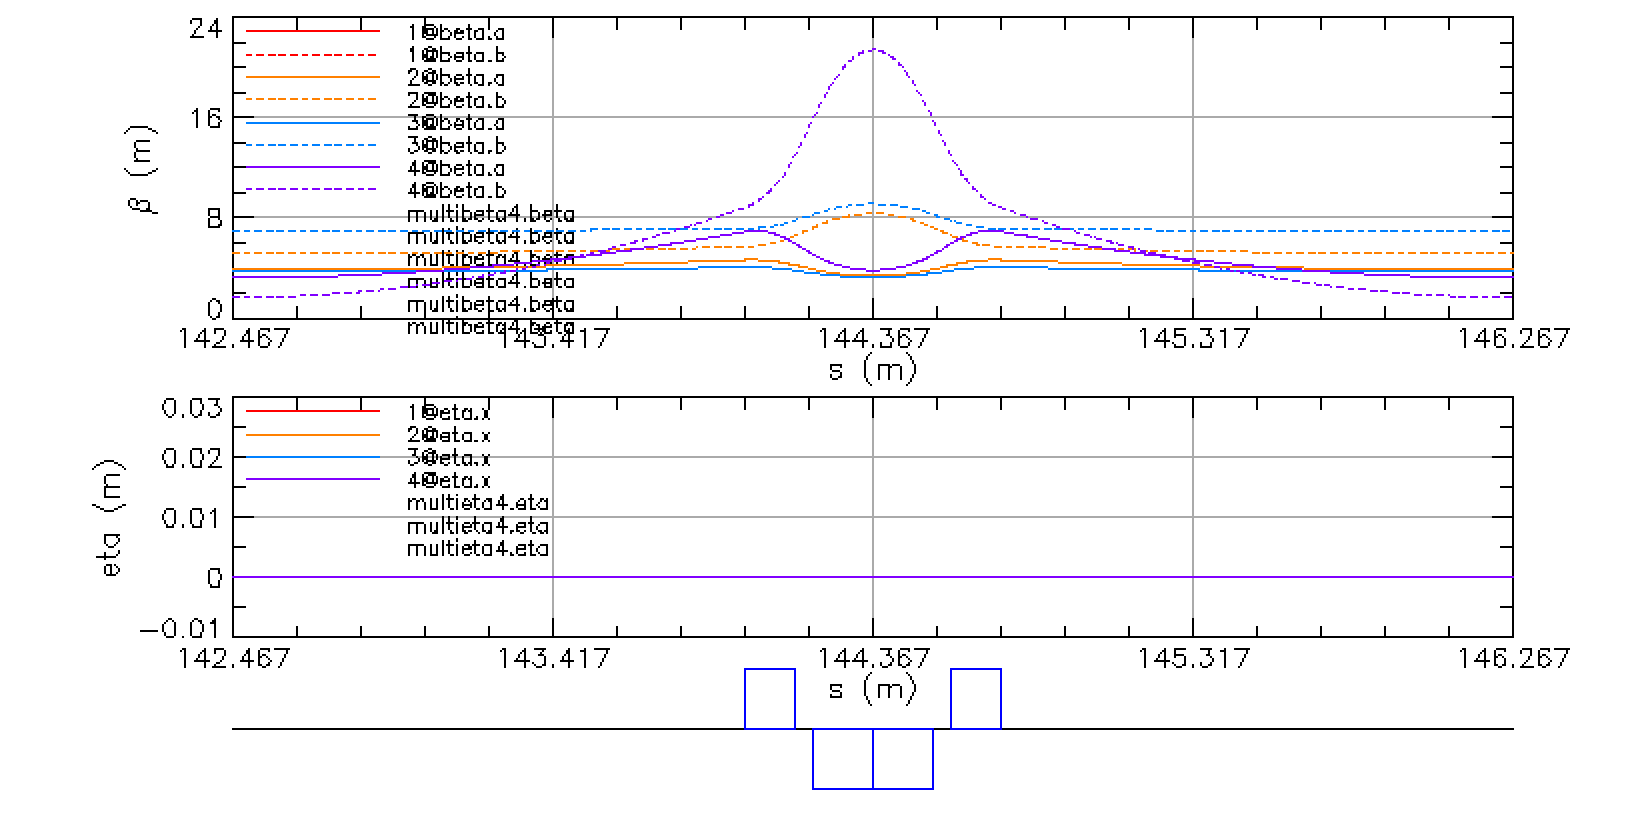 24
16
8
0
β (m)
1@beta.a
1@beta.b
2@beta.a
2@beta.b
3@beta.a
3@beta.b
4@beta.a
4@beta.b
multibeta4.beta
multibeta4.beta
multibeta4.beta
multibeta4.beta
multibeta4.beta
multibeta4.beta
142.467 143.417 144.367 145.317 146.267
s (m)
0.03
0.02
0.01
0
−0.01
eta (m)
1@eta.x
2@eta.x
3@eta.x
4@eta.x
multieta4.eta
multieta4.eta
multieta4.eta
142.467 143.417 144.367 145.317 146.267
s (m)